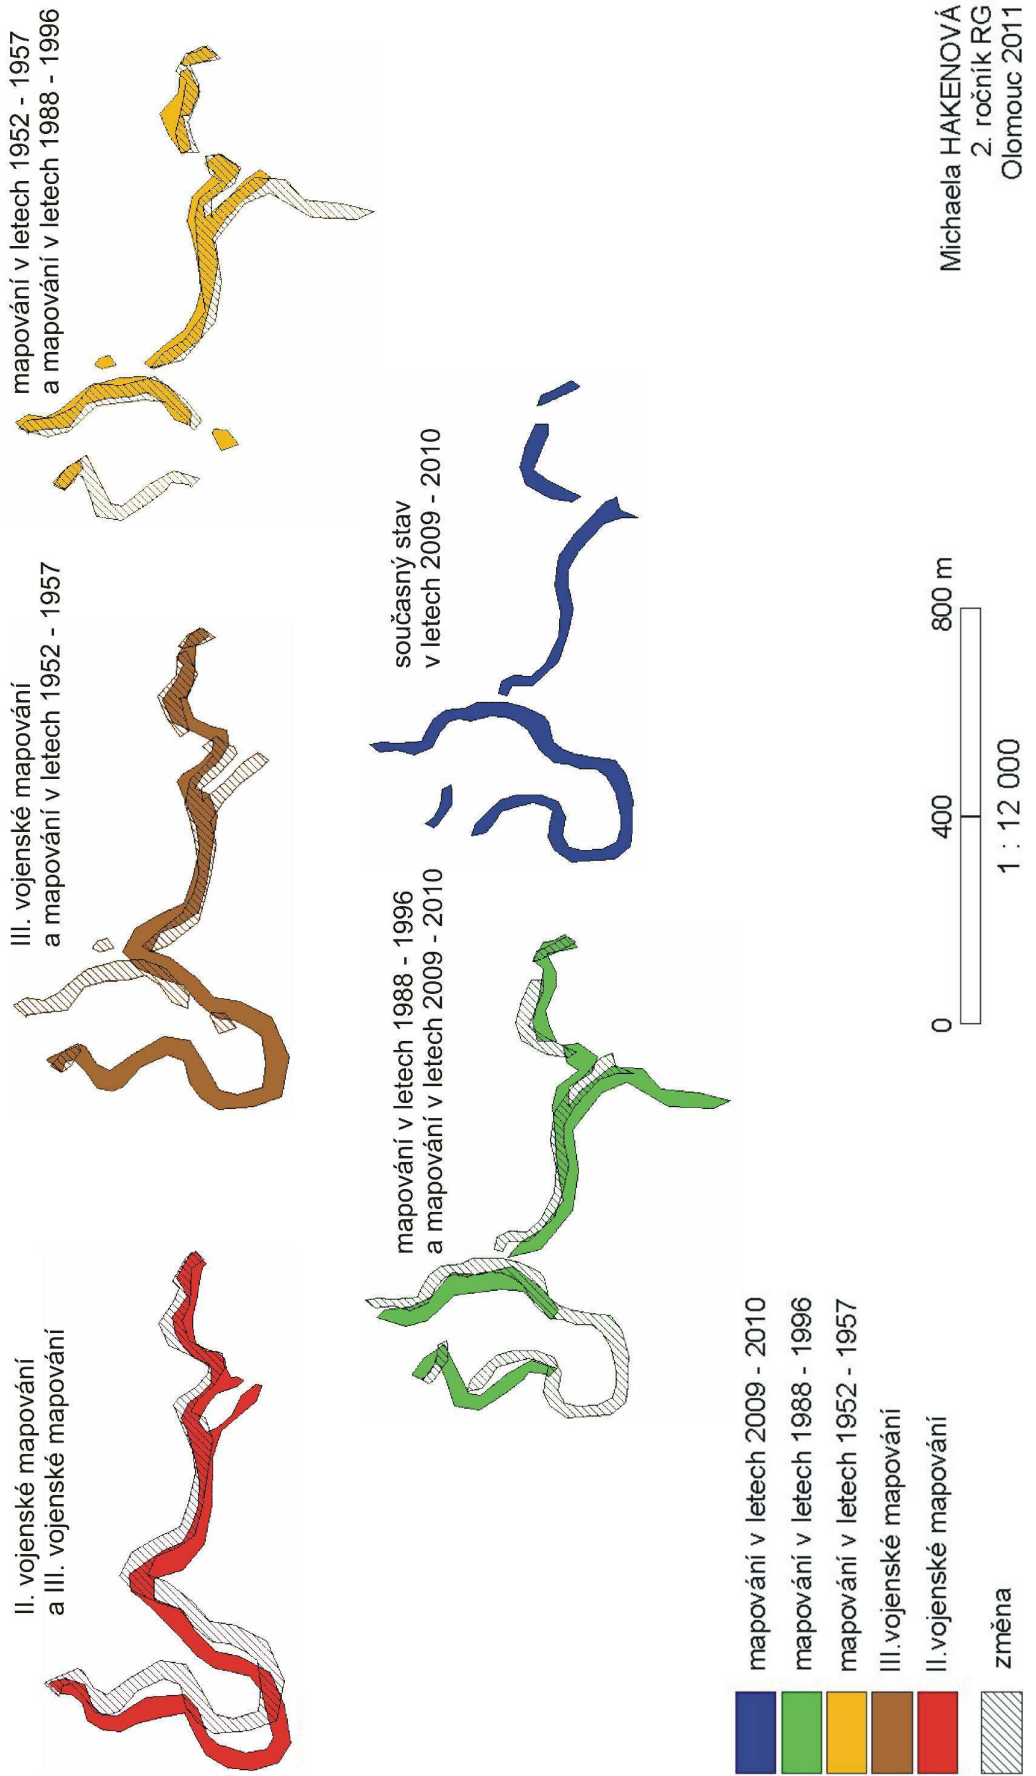 II. vojenské mapování
a III. vojenské mapování
III. vojenské mapování
a mapování v letech 1952 - 1957
mapování v letech 1952 - 1957
a mapování v letech 1988 - 1996
mapování v letech 1988 - 1996
a mapování v letech 2009 - 2010
současný stav
v letech 2009 - 2010
mapování v letech 2009 - 2010
mapování v letech 1988 - 1996
mapování v letech 1952 - 1957
III.vojenské mapování
II.vojenské mapování
změna
0 400 800 m
1 : 12 000
Michaela HAKENOVÁ
2. ročník RG
Olomouc 2011